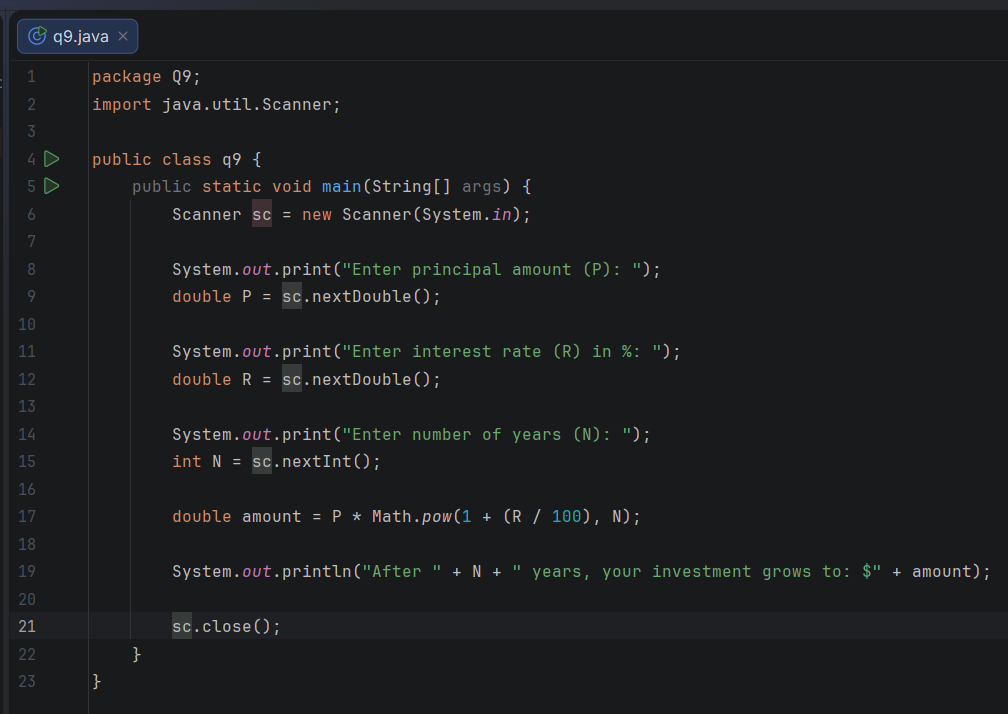 q9.java
1 package Q9;
2 import java.util.Scanner;
3
4 public class q9 {
5     public static void main(String[] args) {
6         Scanner sc = new Scanner(System.in);
7
8         System.out.print("Enter principal amount (P): ");
9         double P = sc.nextDouble();
10
11         System.out.print("Enter interest rate (R) in %: ");
12         double R = sc.nextDouble();
13
14         System.out.print("Enter number of years (N): ");
15         int N = sc.nextInt();
16
17         double amount = P * Math.pow(1 + (R / 100), N);
18
19         System.out.println("After " + N + " years, your investment grows to: $" + amount);
20
21         sc.close();
22     }
23 }